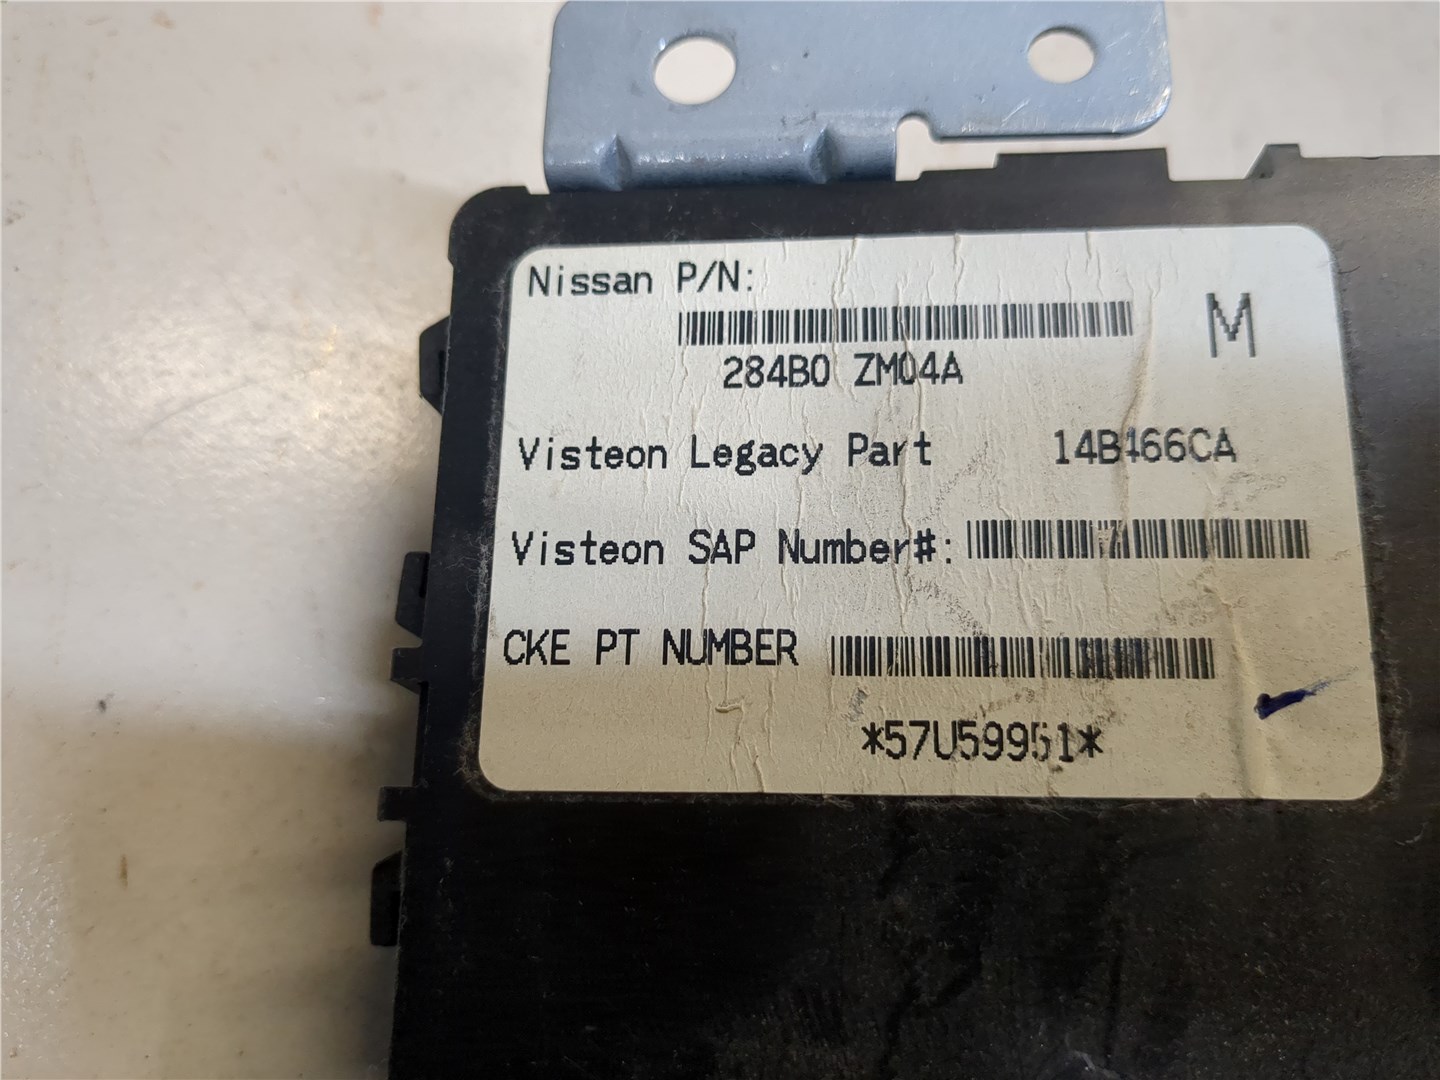 Nissan P/N:
M
284B0 ZM04A
Visteon Legacy Part 14B466CA
Visteon SAP Number#:
CKE PT NUMBER
*57U59951*